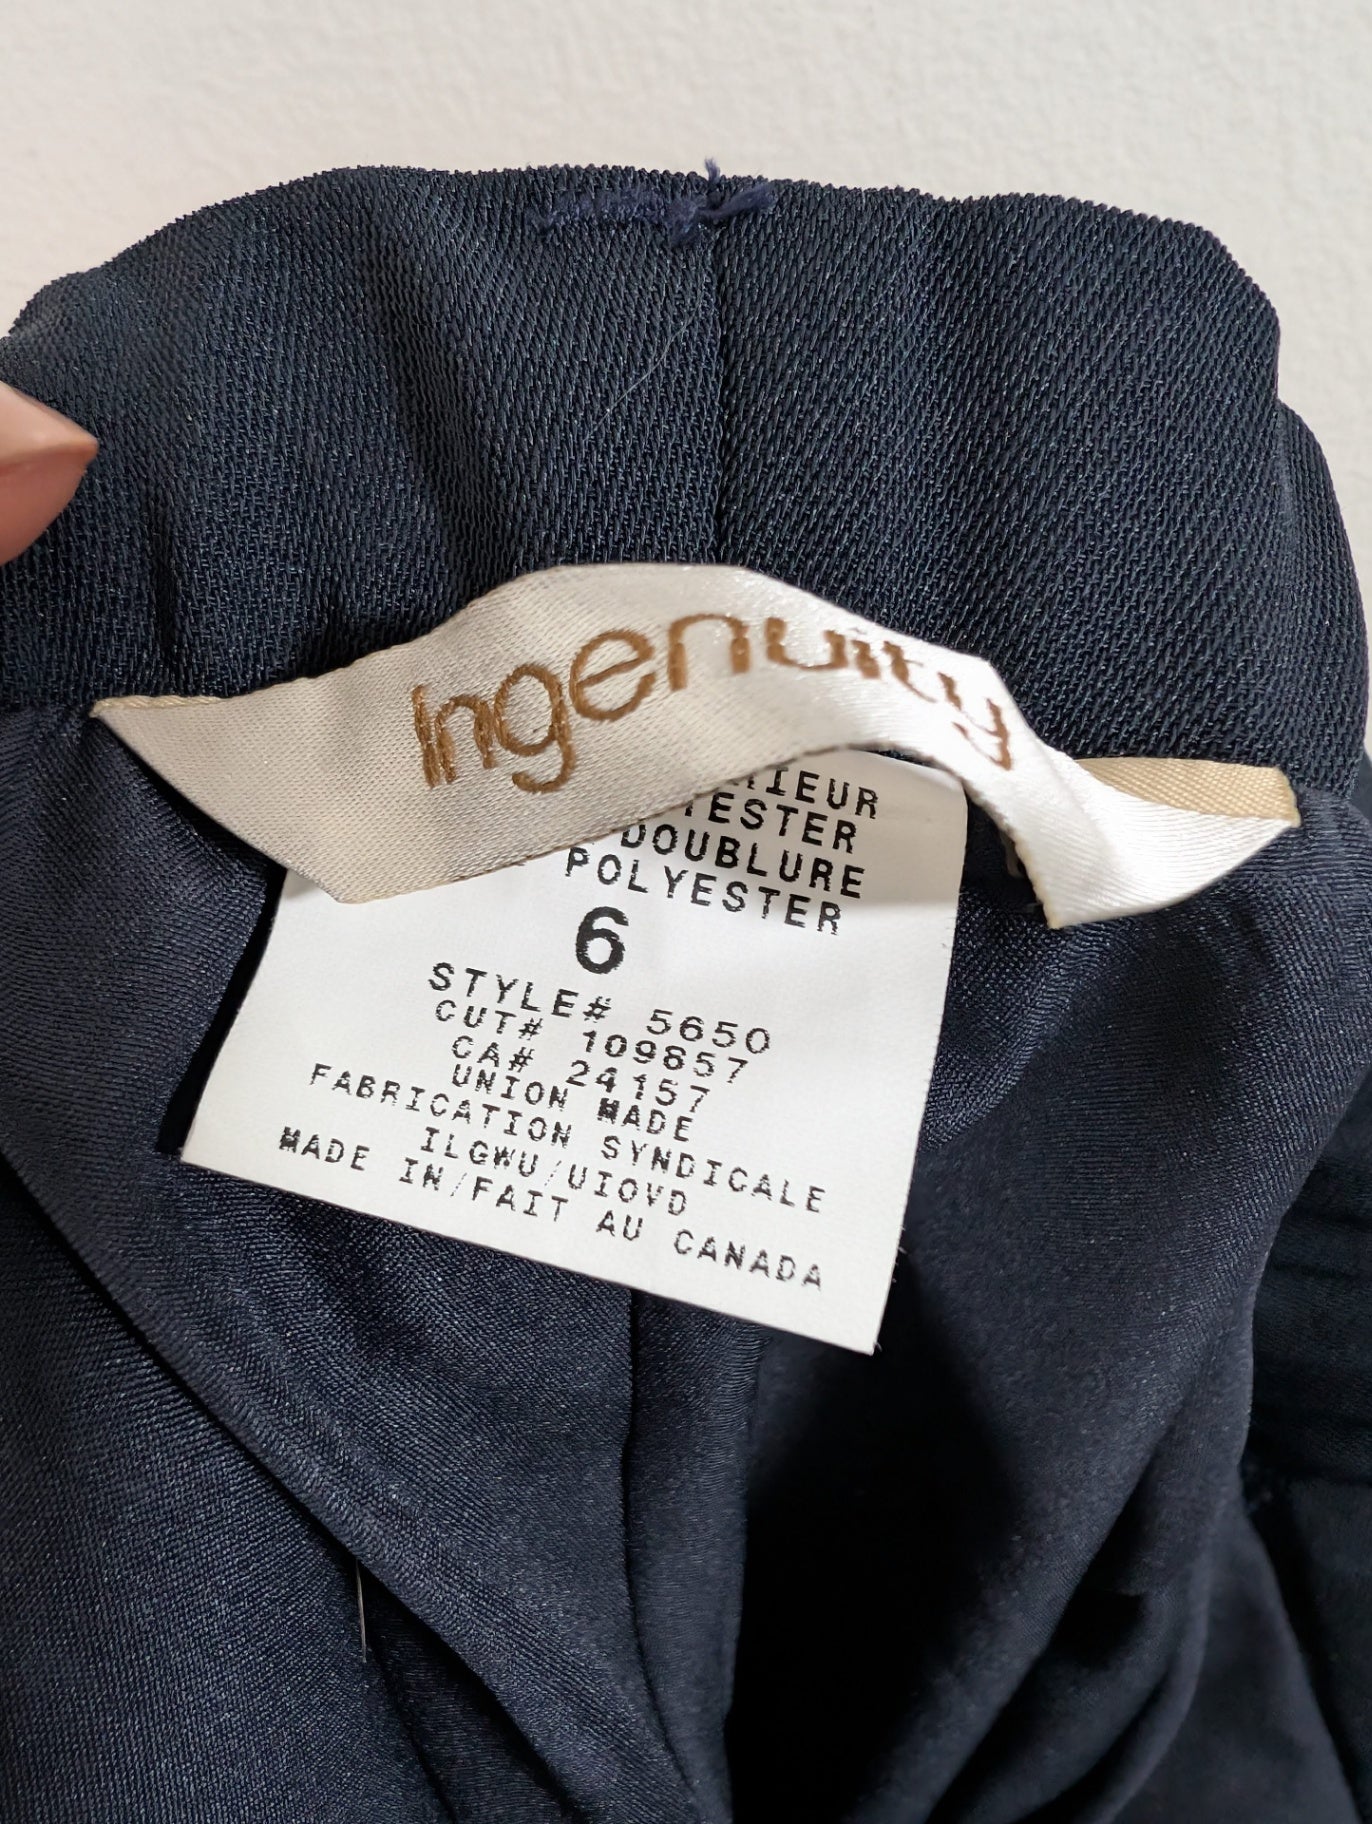 Ingenuity
DOUBLURE
POLYESTER
6
STYLE# 5650
CUT# 109857
CA# 24157
UNION MADE
FABRICATION SYNDICALE
ILGWU/UIOVD
MADE IN/FAIT AU CANADA